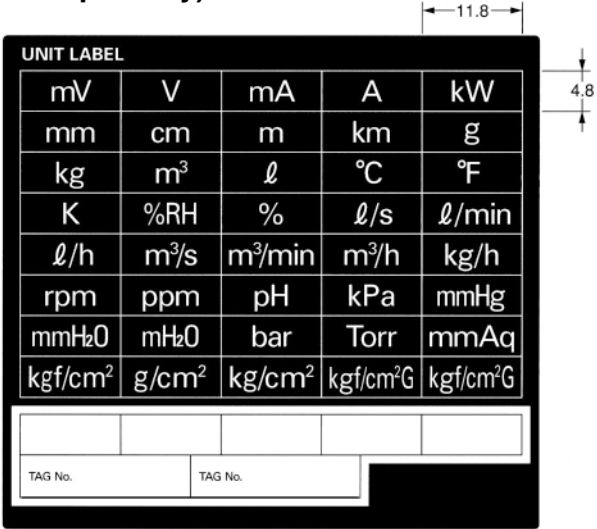 11.8
UNIT LABEL
4.8
mV V mA A kW
mm cm m km g
kg m³ ℓ °C °F
K %RH % ℓ/s ℓ/min
ℓ/h m³/s m³/min m³/h kg/h
rpm ppm pH kPa mmHg
mmH₂O mH₂O bar Torr mmAq
kgf/cm² g/cm² kg/cm² kgf/cm²G kgf/cm²G
TAG No. TAG No.